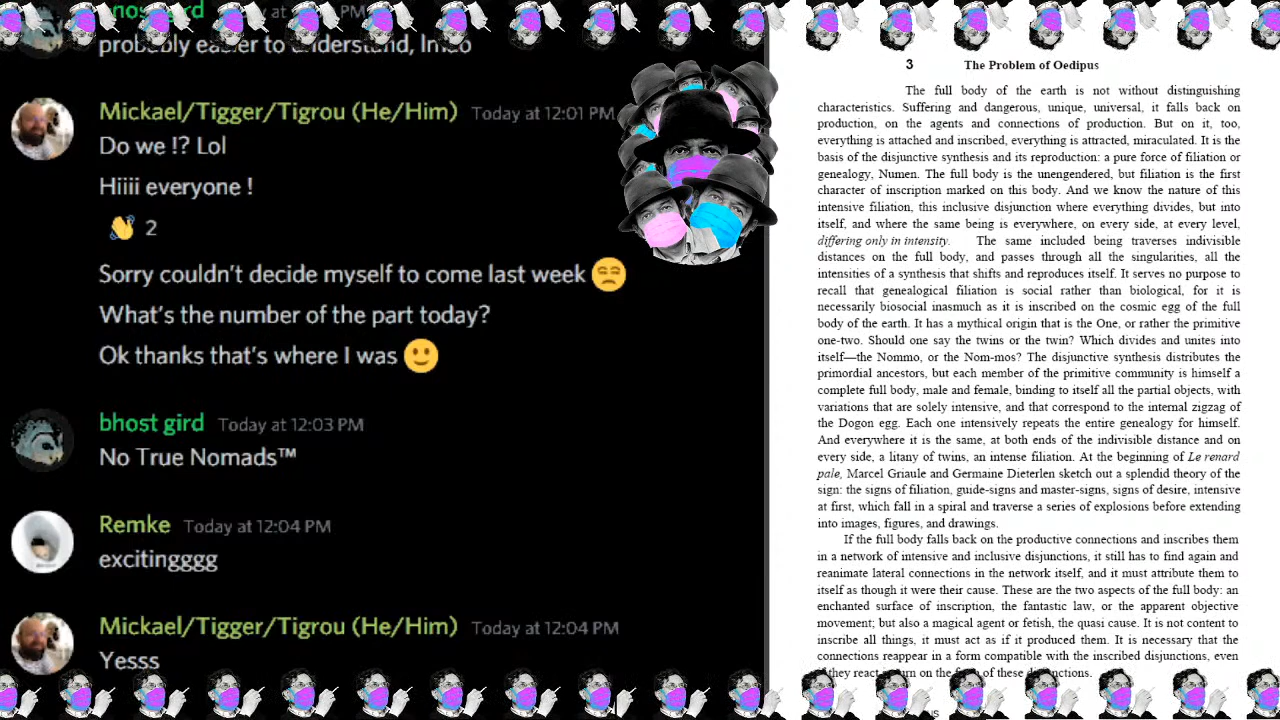 gird
PM
probably easier to understand, lmao
Mickael/Tigger/Tigrou (He/Him) Today at 12:01 PM
Do we !? Lol
Hiiii everyone !
👋 2
Sorry couldn't decide myself to come last week 😒
What's the number of the part today?
Ok thanks that's where I was 🙂
bhost gird Today at 12:03 PM
No True Nomads™
Remke Today at 12:04 PM
excitingggg
Mickael/Tigger/Tigrou (He/Him) Today at 12:04 PM
Yesss
3 The Problem of Oedipus
The full body of the earth is not without distinguishing
characteristics. Suffering and dangerous, unique, universal, it falls back on
production, on the agents and connections of production. But on it, too,
everything is attached and inscribed, everything is attracted, miraculated. It is the
basis of the disjunctive synthesis and its reproduction: a pure force of filiation or
genealogy, Numen. The full body is the unengendered, but filiation is the first
character of inscription marked on this body. And we know the nature of this
intensive filiation, this inclusive disjunction where everything divides, but into
itself, and where the same being is everywhere, on every side, at every level,
differing only in intensity. The same included being traverses indivisible
distances on the full body, and passes through all the singularities, all the
intensities of a synthesis that shifts and reproduces itself. It serves no purpose to
recall that genealogical filiation is social rather than biological, for it is
necessarily biosocial inasmuch as it is inscribed on the cosmic egg of the full
body of the earth. It has a mythical origin that is the One, or rather the primitive
one-two. Should one say the twins or the twin? Which divides and unites into
itself—the Nommo, or the Nom-mos? The disjunctive synthesis distributes the
primordial ancestors, but each member of the primitive community is himself a
complete full body, male and female, binding to itself all the partial objects, with
variations that are solely intensive, and that correspond to the internal zigzag of
the Dogon egg. Each one intensively repeats the entire genealogy for himself.
And everywhere it is the same, at both ends of the indivisible distance and on
every side, a litany of twins, an intense filiation. At the beginning of Le renard
pale, Marcel Griaule and Germaine Dieterlen sketch out a splendid theory of the
sign: the signs of filiation, guide-signs and master-signs, signs of desire, intensive
at first, which fall in a spiral and traverse a series of explosions before extending
into images, figures, and drawings.
If the full body falls back on the productive connections and inscribes them
in a network of intensive and inclusive disjunctions, it still has to find again and
reanimate lateral connections in the network itself, and it must attribute them to
itself as though it were their cause. These are the two aspects of the full body: an
enchanted surface of inscription, the fantastic law, or the apparent objective
movement; but also a magical agent or fetish, the quasi cause. It is not content to
inscribe all things, it must act as if it produced them. It is necessary that the
connections reappear in a form compatible with the inscribed disjunctions, even
if they react in turn on the form of these disjunctions.